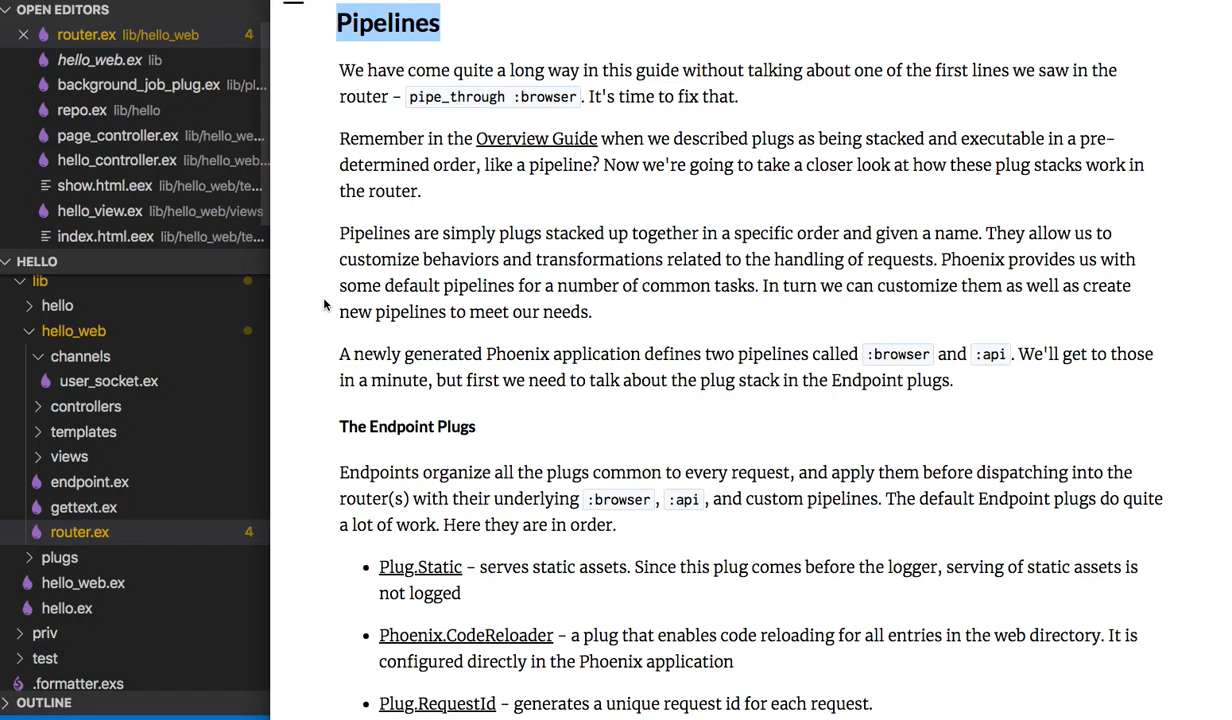 OPEN EDITORS
router.ex lib/hello_web 4
hello_web.ex lib
background_job_plug.ex lib/pl...
repo.ex lib/hello
page_controller.ex lib/hello_we...
hello_controller.ex lib/hello_web...
show.html.eex lib/hello_web/te...
hello_view.ex lib/hello_web/views
index.html.eex lib/hello_web/te...
HELLO
lib
hello
hello_web
channels
user_socket.ex
controllers
templates
views
endpoint.ex
gettext.ex
router.ex 4
plugs
hello_web.ex
hello.ex
priv
test
.formatter.exs
OUTLINE
Pipelines
We have come quite a long way in this guide without talking about one of the first lines we saw in the
router – pipe_through :browser. It's time to fix that.
Remember in the Overview Guide when we described plugs as being stacked and executable in a pre-
determined order, like a pipeline? Now we're going to take a closer look at how these plug stacks work in
the router.
Pipelines are simply plugs stacked up together in a specific order and given a name. They allow us to
customize behaviors and transformations related to the handling of requests. Phoenix provides us with
some default pipelines for a number of common tasks. In turn we can customize them as well as create
new pipelines to meet our needs.
A newly generated Phoenix application defines two pipelines called :browser and :api. We'll get to those
in a minute, but first we need to talk about the plug stack in the Endpoint plugs.
The Endpoint Plugs
Endpoints organize all the plugs common to every request, and apply them before dispatching into the
router(s) with their underlying :browser, :api, and custom pipelines. The default Endpoint plugs do quite
a lot of work. Here they are in order.
• Plug.Static – serves static assets. Since this plug comes before the logger, serving of static assets is
not logged
• Phoenix.CodeReloader – a plug that enables code reloading for all entries in the web directory. It is
configured directly in the Phoenix application
• Plug.RequestId – generates a unique request id for each request.